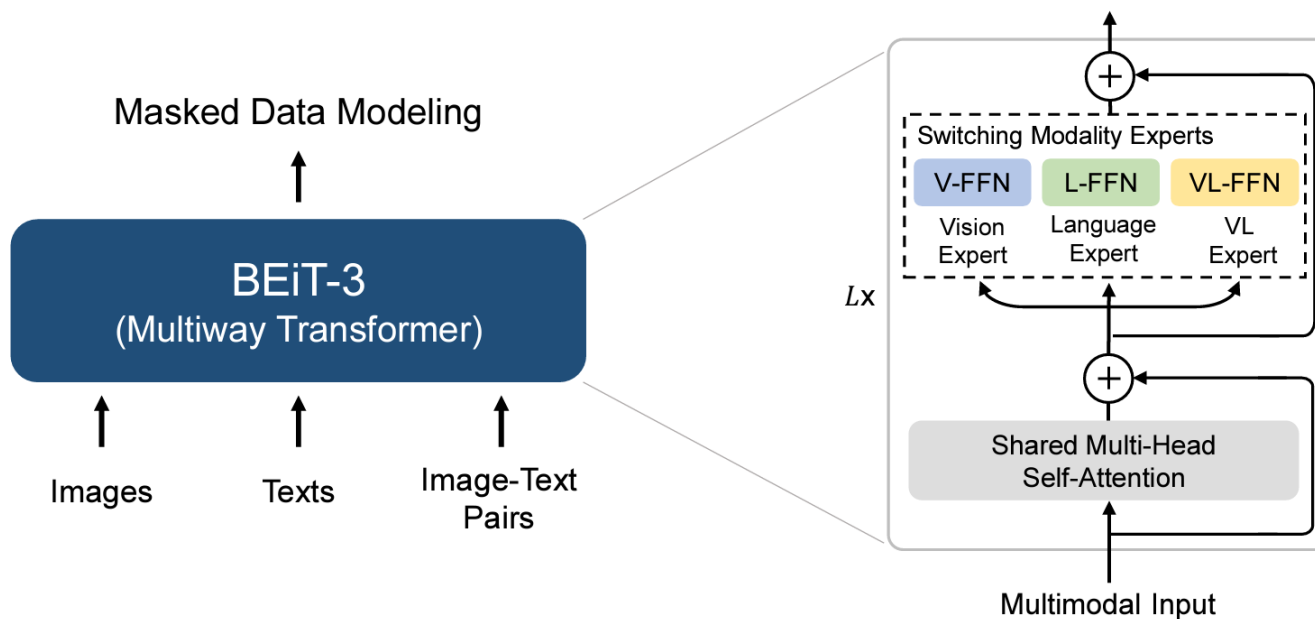 Masked Data Modeling
BEiT-3
(Multiway Transformer)
Images
Texts
Image-Text
Pairs
Lx
Switching Modality Experts
V-FFN
L-FFN
VL-FFN
Vision
Expert
Language
Expert
VL
Expert
Shared Multi-Head
Self-Attention
Multimodal Input